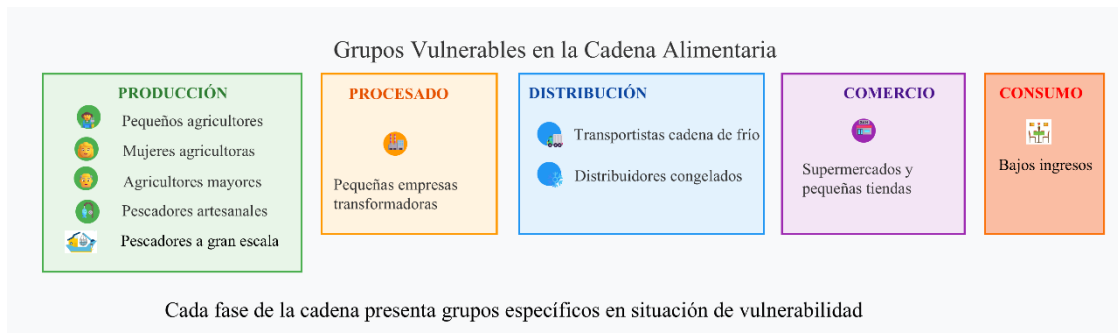 Grupos Vulnerables en la Cadena Alimentaria
PRODUCCIÓN
Pequeños agricultores
Mujeres agricultoras
Agricultores mayores
Pescadores artesanales
Pescadores a gran escala
PROCESADO
Pequeñas empresas
transformadoras
DISTRIBUCIÓN
Transportistas cadena de frío
Distribuidores congelados
COMERCIO
Supermercados y
pequeñas tiendas
CONSUMO
Bajos ingresos
Cada fase de la cadena presenta grupos específicos en situación de vulnerabilidad